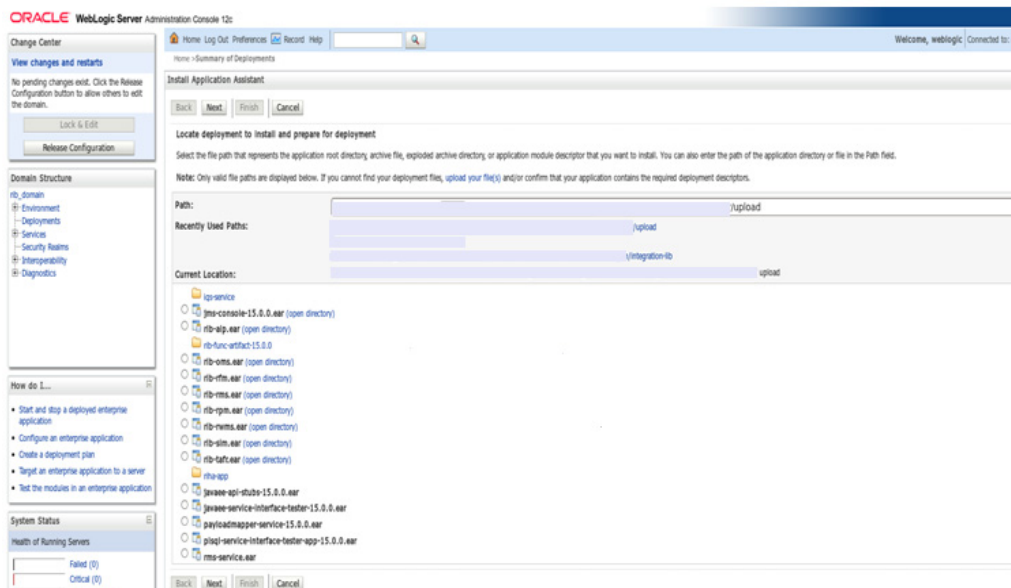 ORACLE WebLogic Server Administration Console 12c
Change Center
View changes and restarts
No pending changes exist. Click the Release
Configuration button to allow others to edit
the domain.
Lock & Edit
Release Configuration
Domain Structure
rib_domain
Environment
Deployments
Services
Security Realms
Interoperability
Diagnostics
How do I...
Start and stop a deployed enterprise
application
Configure an enterprise application
Create a deployment plan
Target an enterprise application to a server
Test the modules in an enterprise application
System Status
Health of Running Servers
Failed (0)
Critical (0)
Home Log Out Preferences Record Help
Welcome, weblogic Connected to:
Home >Summary of Deployments
Install Application Assistant
Back Next Finish Cancel
Locate deployment to install and prepare for deployment
Select the file path that represents the application root directory, archive file, exploded archive directory, or application module descriptor that you want to install. You can also enter the path of the application directory or file in the Path field.
Note: Only valid file paths are displayed below. If you cannot find your deployment files, upload your file(s) and/or confirm that your application contains the required deployment descriptors.
Path: /upload
Recently Used Paths: /upload
/integration-lib
Current Location: upload
iqs-service
jms-console-15.0.0.ear (open directory)
rib-aip.ear (open directory)
rib-func-artifact-15.0.0
rib-oms.ear (open directory)
rib-rfm.ear (open directory)
rib-rms.ear (open directory)
rib-rpm.ear (open directory)
rib-rwms.ear (open directory)
rib-sim.ear (open directory)
rib-tafr.ear (open directory)
riha-app
javaee-api-stubs-15.0.0.ear
javaee-service-interface-tester-15.0.0.ear
payloadmapper-service-15.0.0.ear
plsql-service-interface-tester-app-15.0.0.ear
rms-service.ear
Back Next Finish Cancel